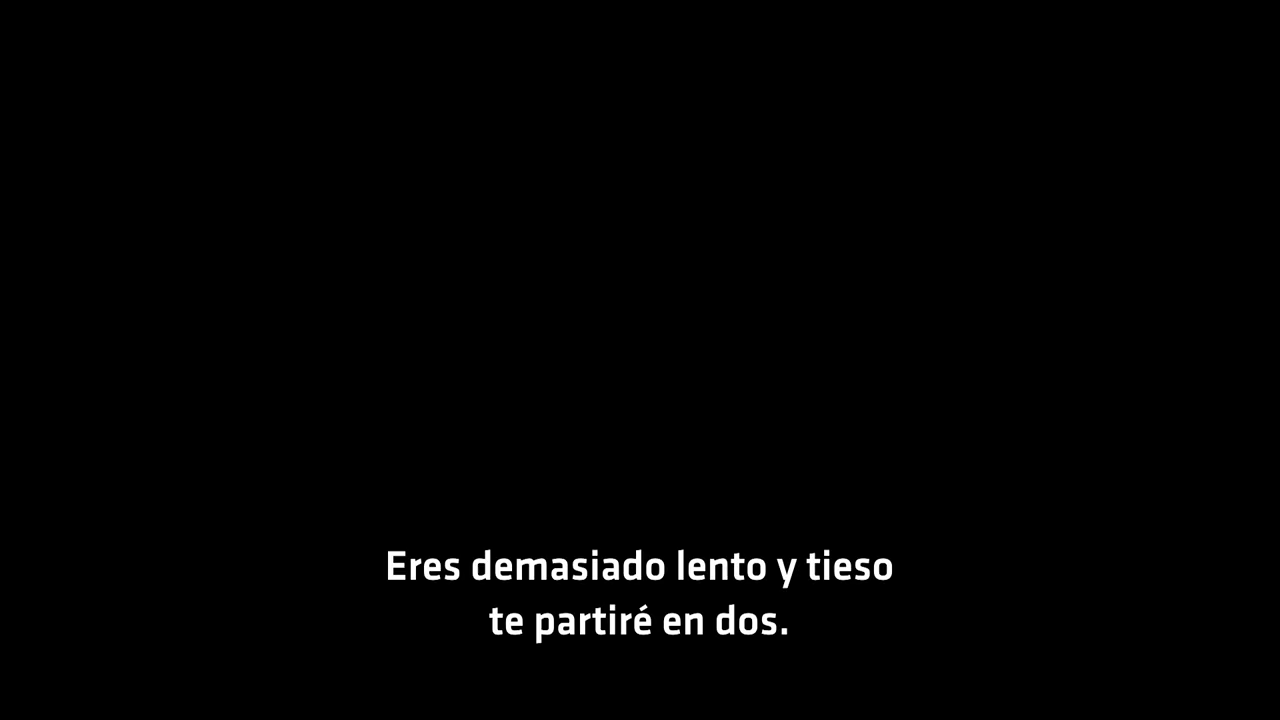 Eres demasiado lento y tieso
te partiré en dos.